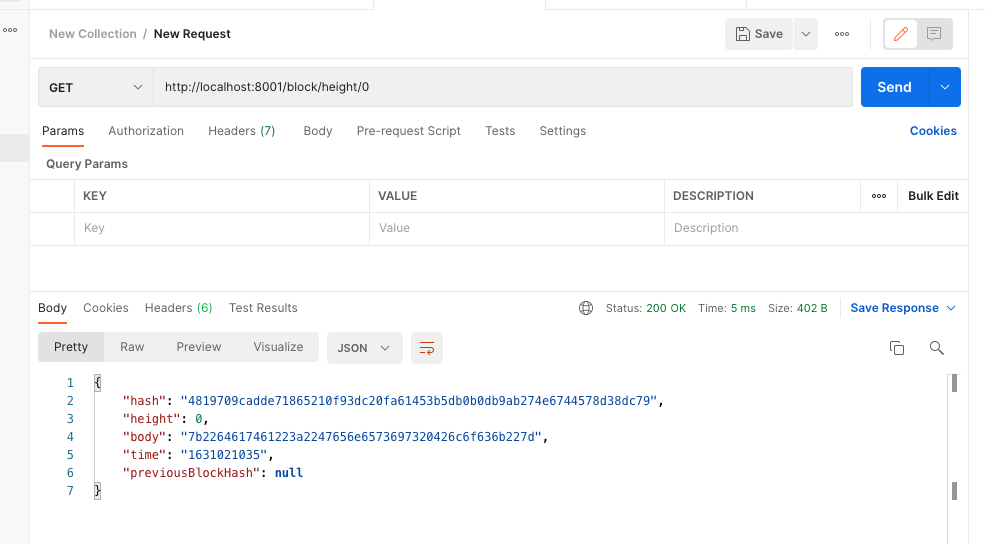 New Collection / New Request
Save
GET
http://localhost:8001/block/height/0
Send
Params Authorization Headers (7) Body Pre-request Script Tests Settings Cookies
Query Params
KEY VALUE DESCRIPTION Bulk Edit
Key Value Description
Body Cookies Headers (6) Test Results Status: 200 OK Time: 5 ms Size: 402 B Save Response
Pretty Raw Preview Visualize JSON
1 {
2 "hash": "4819709cadde71865210f93dc20fa61453b5db0b0db9ab274e6744578d38dc79",
3 "height": 0,
4 "body": "7b2264617461223a2247656e6573697320426c6f636b227d",
5 "time": "1631021035",
6 "previousBlockHash": null
7 }